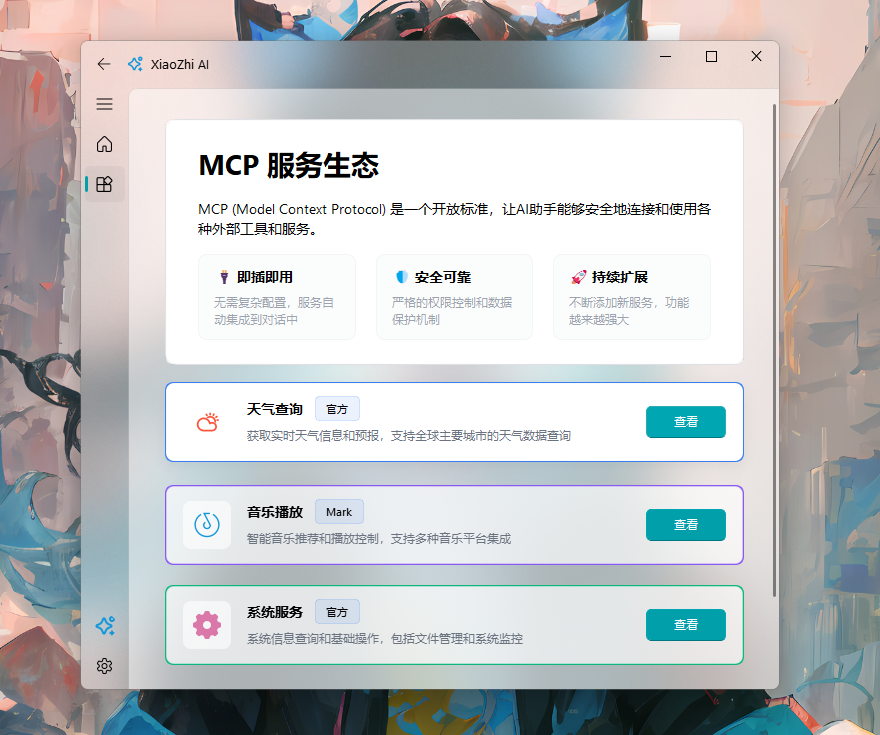 XiaoZhi AI
MCP 服务生态
MCP (Model Context Protocol) 是一个开放标准，让AI助手能够安全地连接和使用各
种外部工具和服务。
即插即用
无需复杂配置，服务自
动集成到对话中
安全可靠
严格的权限控制和数据
保护机制
持续扩展
不断添加新服务，功能
越来越强大
天气查询 官方
获取实时天气信息和预报，支持全球主要城市的天气数据查询
查看
音乐播放 Mark
智能音乐推荐和播放控制，支持多种音乐平台集成
查看
系统服务 官方
系统信息查询和基础操作，包括文件管理和系统监控
查看